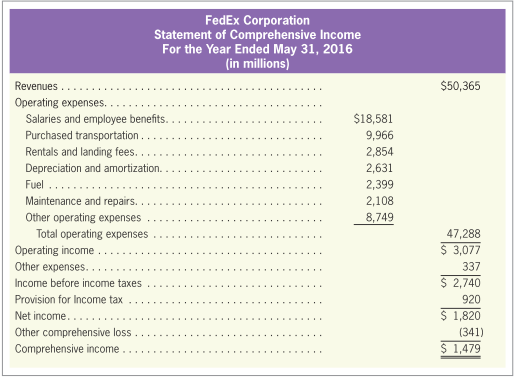 FedEx Corporation
Statement of Comprehensive Income
For the Year Ended May 31, 2016
(in millions)
Revenues . . . . . . . . . . . . . . . . . . . . . . . . . . . . . . $50,365
Operating expenses. . . . . . . . . . . . . . . . . . . . . . . . .
Salaries and employee benefits. . . . . . . . . . . . . . . . . $18,581
Purchased transportation . . . . . . . . . . . . . . . . . . . . 9,966
Rentals and landing fees. . . . . . . . . . . . . . . . . . . . . 2,854
Depreciation and amortization. . . . . . . . . . . . . . . . . . 2,631
Fuel . . . . . . . . . . . . . . . . . . . . . . . . . . . . . . 2,399
Maintenance and repairs. . . . . . . . . . . . . . . . . . . . . 2,108
Other operating expenses . . . . . . . . . . . . . . . . . . . . 8,749
Total operating expenses . . . . . . . . . . . . . . . . . . . . 47,288
Operating income . . . . . . . . . . . . . . . . . . . . . . . . $ 3,077
Other expenses. . . . . . . . . . . . . . . . . . . . . . . . . . 337
Income before income taxes . . . . . . . . . . . . . . . . . . . $ 2,740
Provision for Income tax . . . . . . . . . . . . . . . . . . . . 920
Net income. . . . . . . . . . . . . . . . . . . . . . . . . . . . $ 1,820
Other comprehensive loss . . . . . . . . . . . . . . . . . . . . (341)
Comprehensive income . . . . . . . . . . . . . . . . . . . . . . $ 1,479